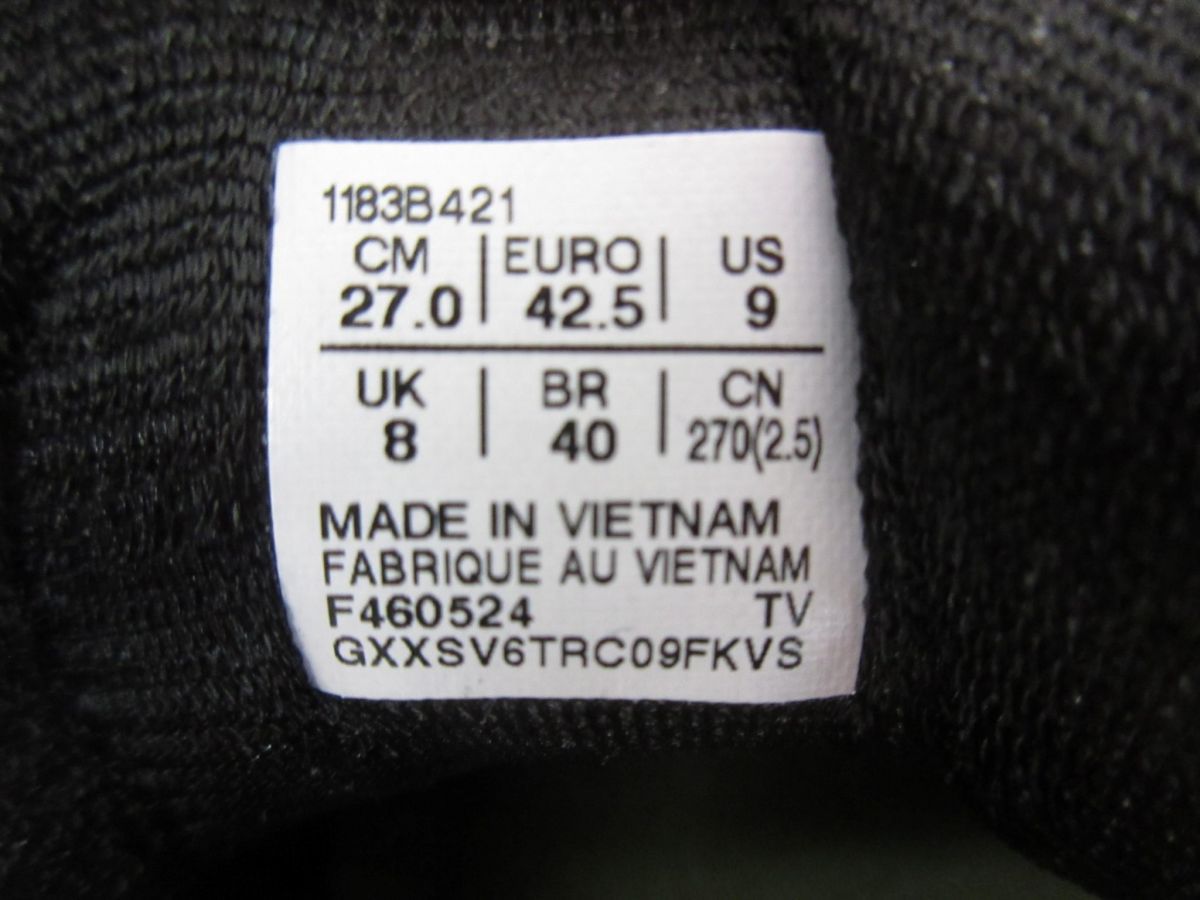 1183B421
CM | EURO | US
27.0 | 42.5 | 9
UK | BR | CN
8 | 40 | 270(2.5)
MADE IN VIETNAM
FABRIQUE AU VIETNAM
F460524 TV
GXXSV6TRC09FKVS